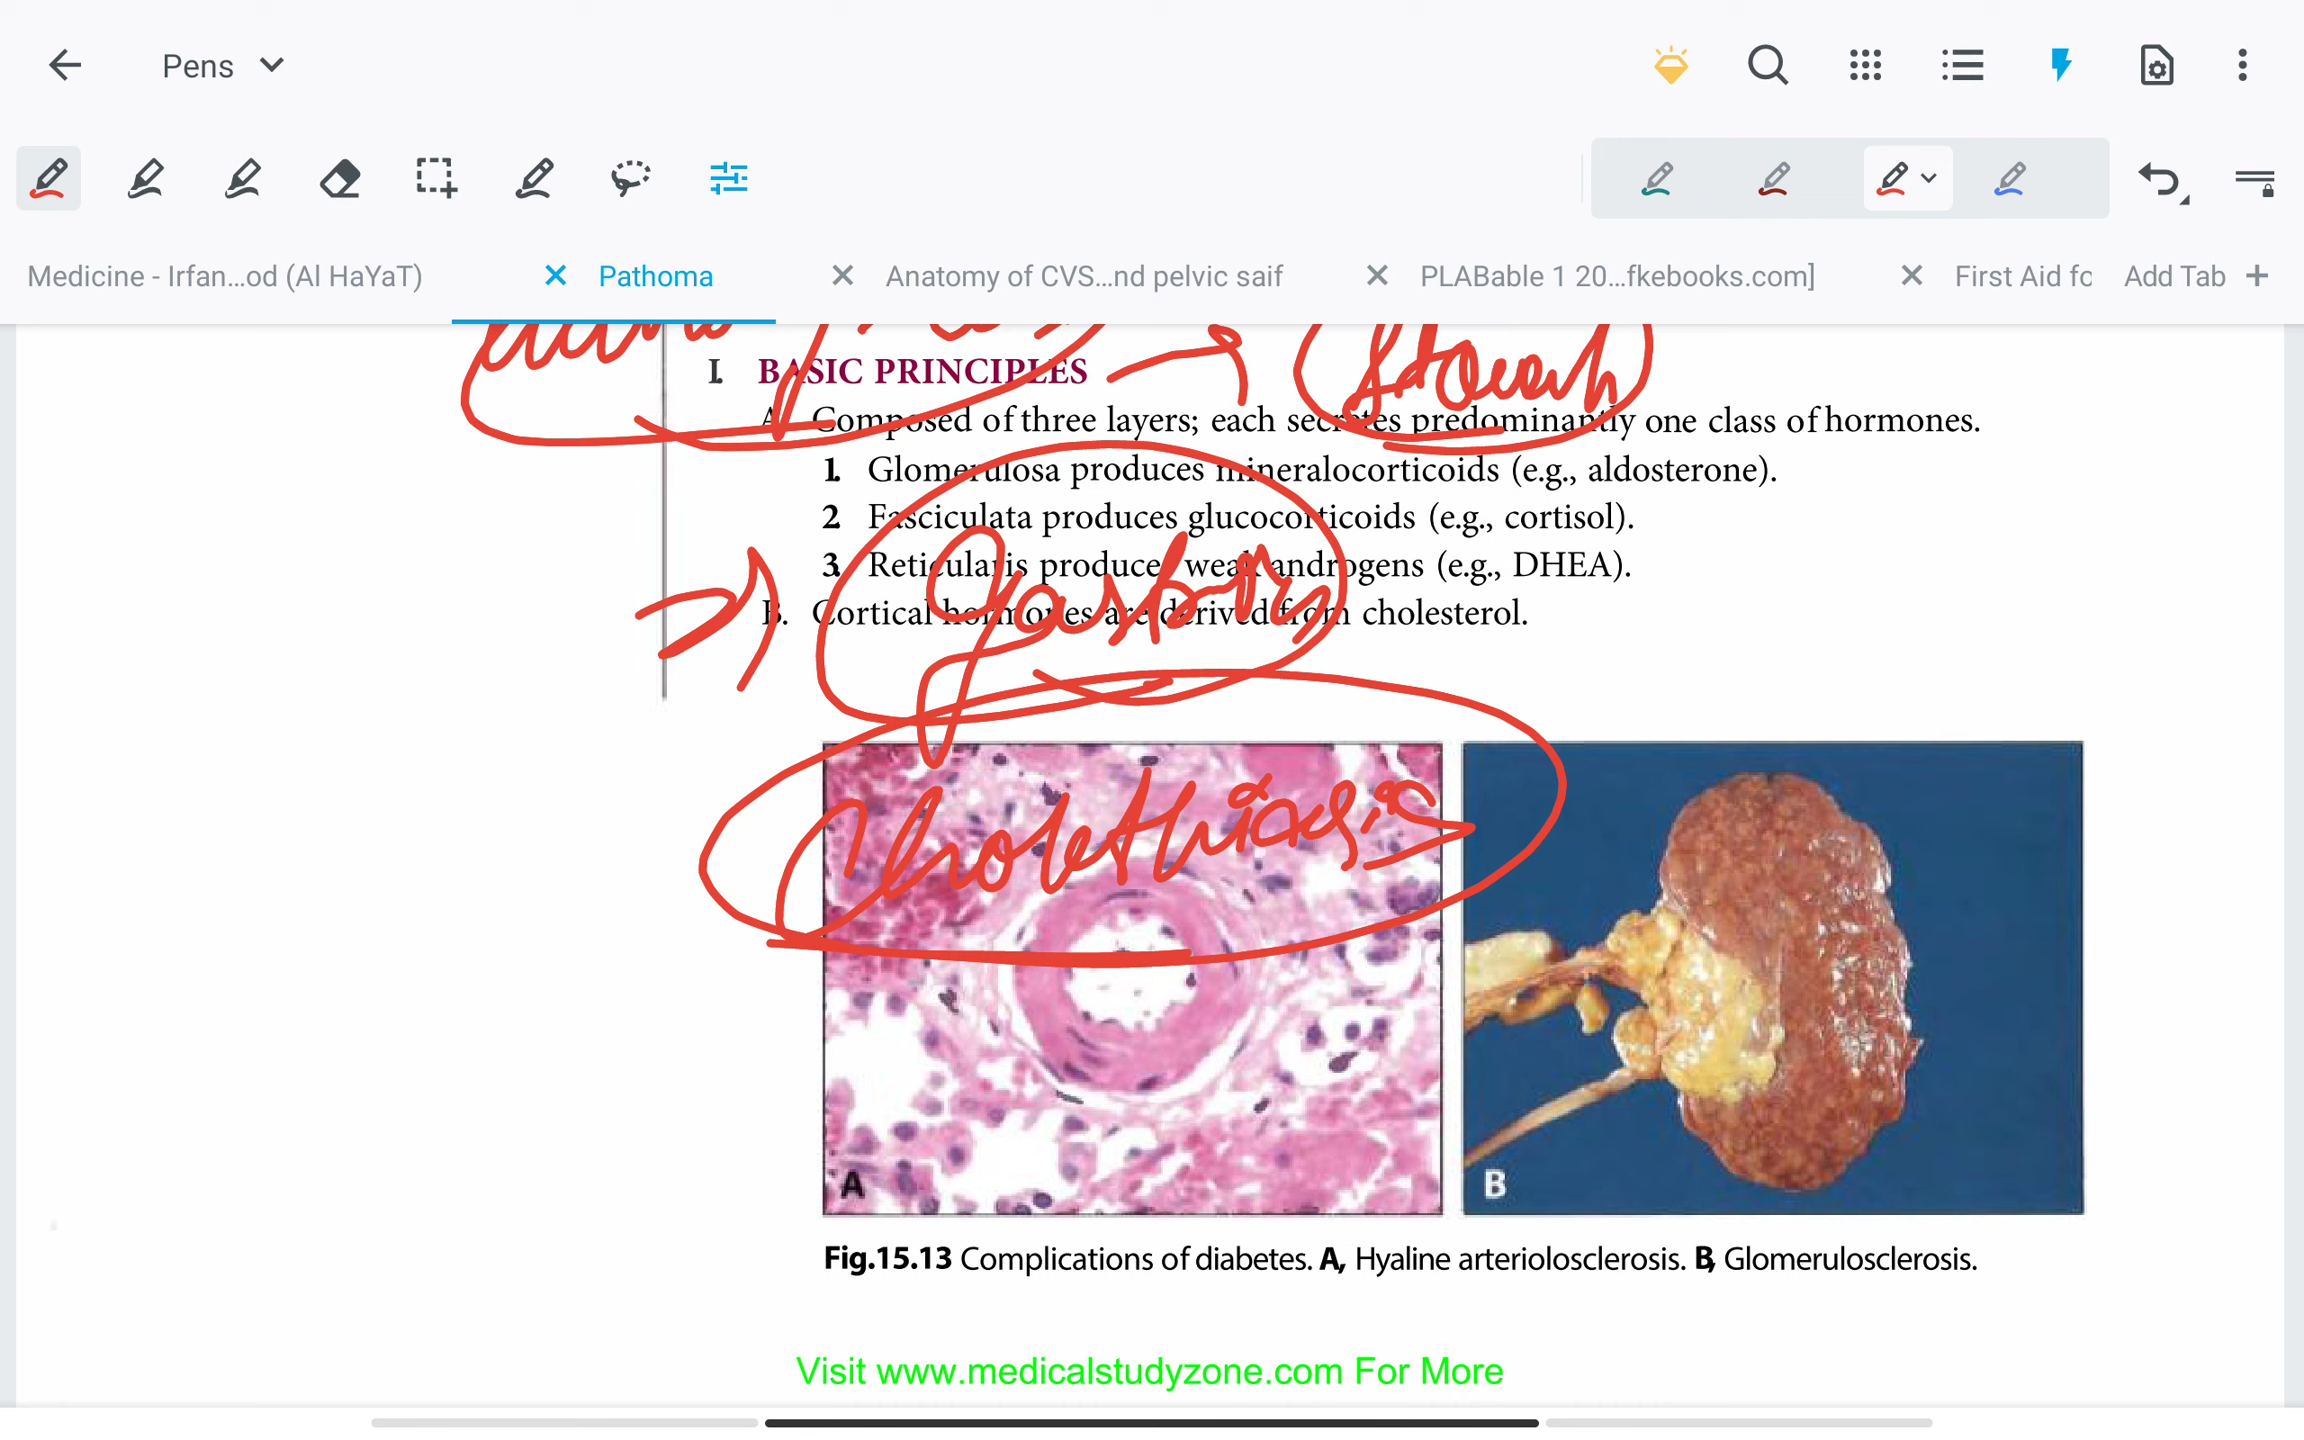 Pens
Medicine - Irfan...od (Al HaYaT)
Pathoma
Anatomy of CVS...nd pelvic saif
PLABable 1 20...fkebooks.com]
First Aid fc
Add Tab +
I. BASIC PRINCIPLES
A. Composed of three layers; each secretes predominantly one class of hormones.
1. Glomerulosa produces mineralocorticoids (e.g., aldosterone).
2. Fasciculata produces glucocorticoids (e.g., cortisol).
3. Reticularis produces weak androgens (e.g., DHEA).
B. Cortical hormones are derived from cholesterol.
Cholethiasis
A
B
Fig.15.13 Complications of diabetes. A, Hyaline arteriolosclerosis. B, Glomerulosclerosis.
Visit www.medicalstudyzone.com For More